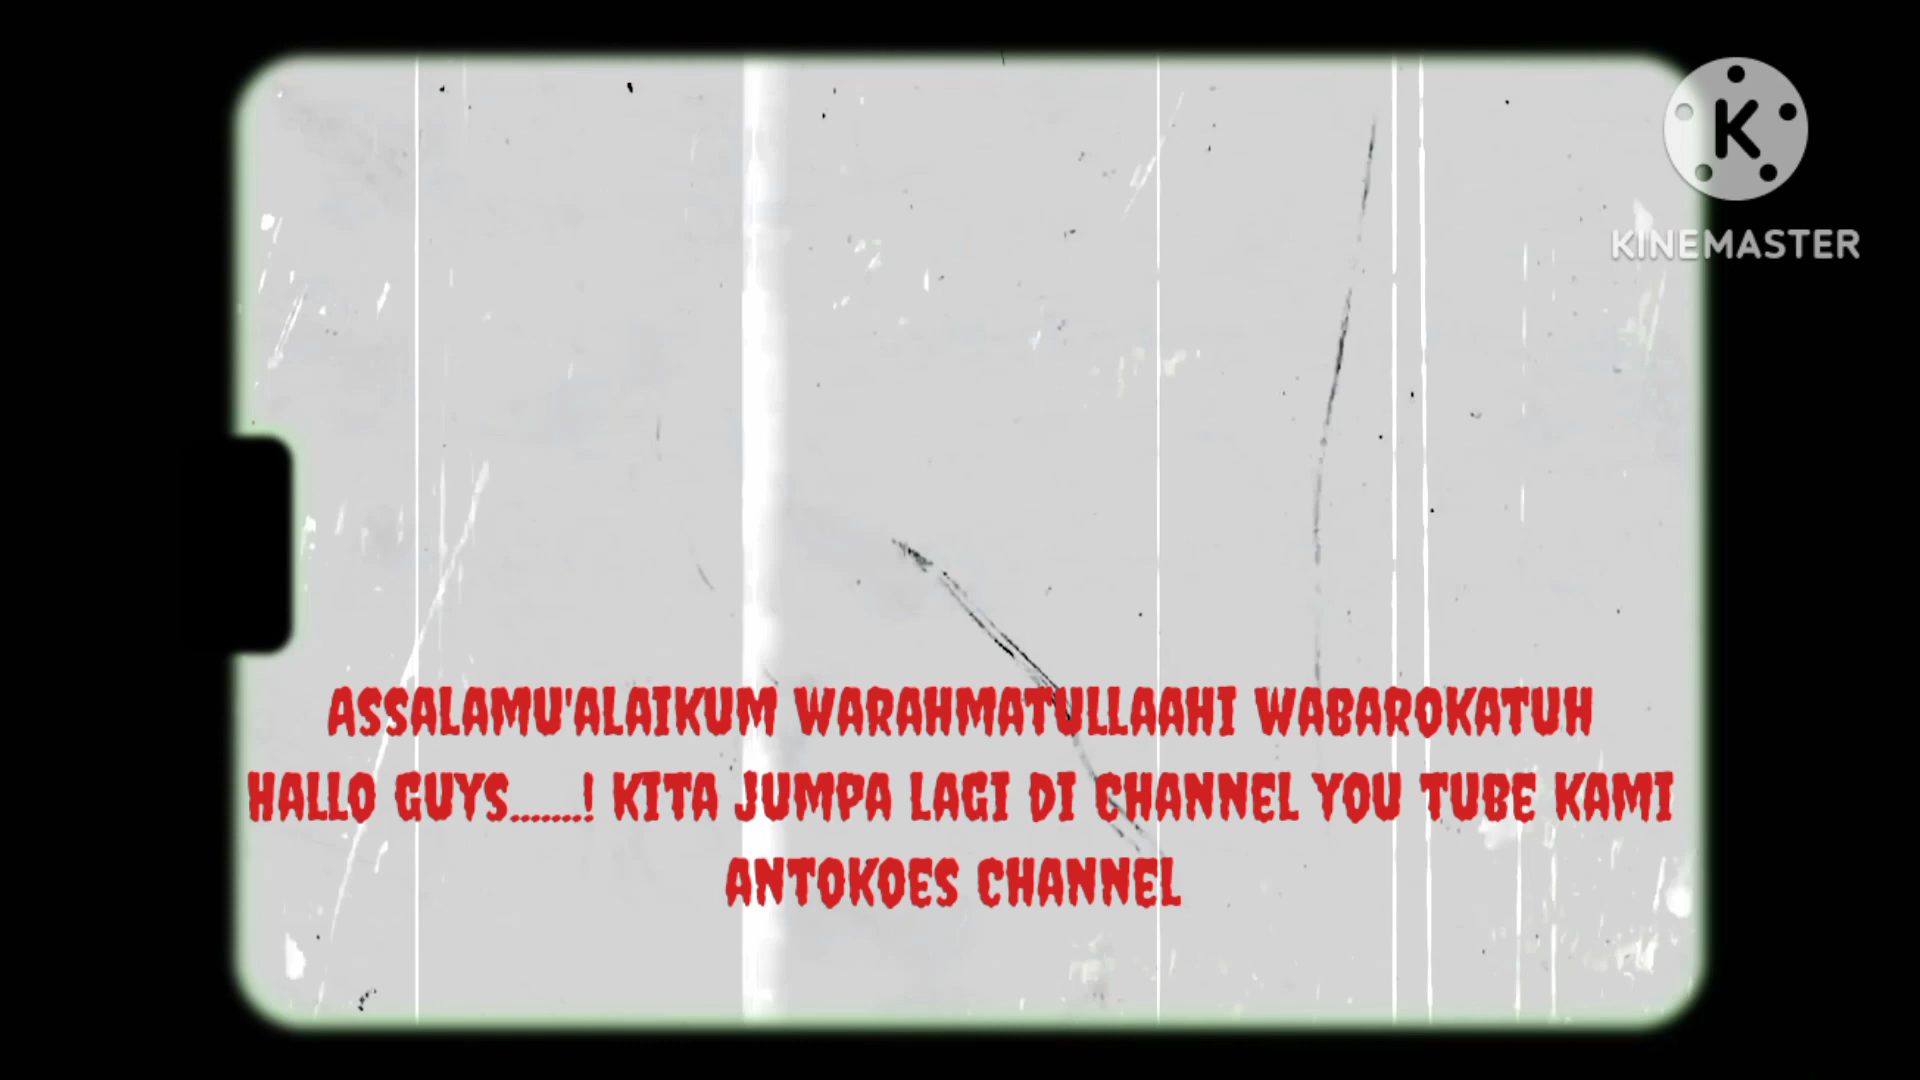 K
KINEMASTER
ASSALAMU'ALAIKUM WARAHMATULLAAHI WABAROKATUH
HALLO GUYS.......! KITA JUMPA LAGI DI CHANNEL YOU TUBE KAMI
ANTOKOES CHANNEL